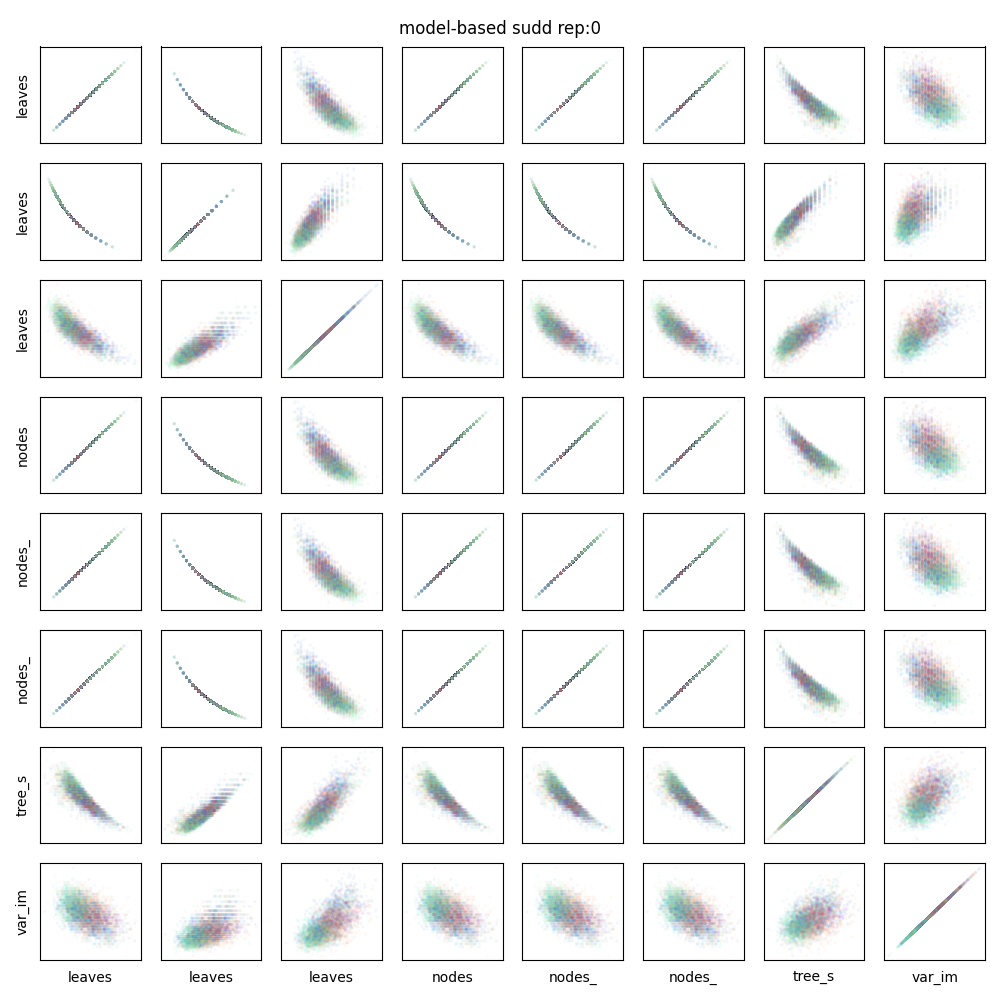 model-based sudd rep:0
leaves
leaves
leaves
nodes
nodes_
nodes_
tree_s
var_im
leaves
leaves
leaves
nodes
nodes_
nodes_
tree_s
var_im